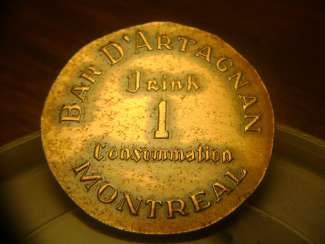 BAR D'ARTAGNAN
Drink
1
Consommation
MONTREAL